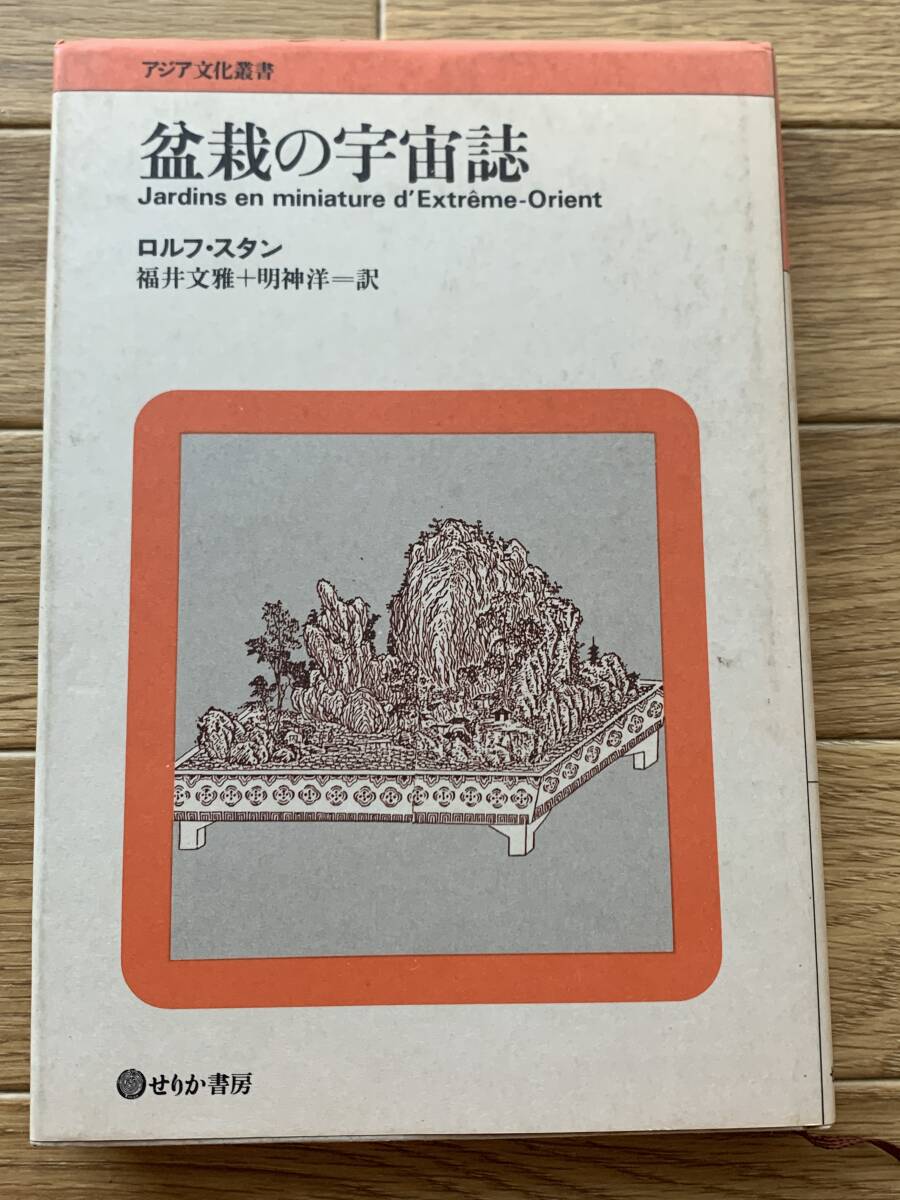 アジア文化叢書
盆栽の宇宙誌
Jardins en miniature d'Extrême-Orient
ロルフ・スタン
福井文雅+明神洋=訳
せりか書房